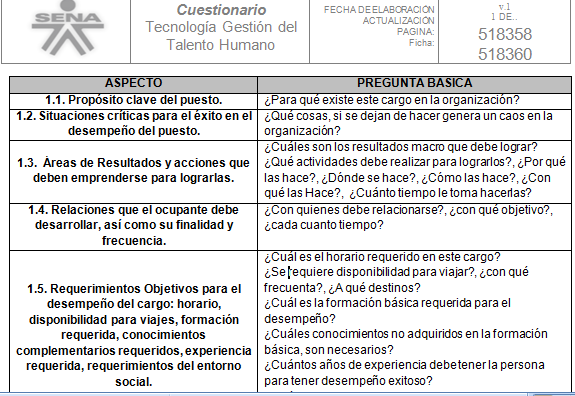 SENA
Cuestionario
Tecnología Gestión del
Talento Humano
FECHA DE ELABORACIÓN
ACTUALIZACIÓN
PAGINA:
Ficha:
v.1
1 DE..
518358
518360
ASPECTO
PREGUNTA BASICA
1.1. Propósito clave del puesto.
¿Para qué existe este cargo en la organización?
1.2. Situaciones críticas para el éxito en el
desempeño del puesto.
¿Qué cosas, si se dejan de hacer genera un caos en la
organización?
1.3. Áreas de Resultados y acciones que
deben emprenderse para lograrlas.
¿Cuáles son los resultados macro que debe lograr?
¿Qué actividades debe realizar para lograrlos?, ¿Por qué
las hace?, ¿Dónde se hace?, ¿Cómo las hace?, ¿Con
qué las Hace?, ¿Cuánto tiempo le toma hacerlas?
1.4. Relaciones que el ocupante debe
desarrollar, así como su finalidad y
frecuencia.
¿Con quienes debe relacionarse?, ¿con qué objetivo?,
¿cada cuanto tiempo?
1.5. Requerimientos Objetivos para el
desempeño del cargo: horario,
disponibilidad para viajes, formación
requerida, conocimientos
complementarios requeridos, experiencia
requerida, requerimientos del entorno
social.
¿Cuál es el horario requerido en este cargo?
¿Se requiere disponibilidad para viajar?, ¿con qué
frecuenta?, ¿A qué destinos?
¿Cuál es la formación básica requerida para el
desempeño?
¿Cuáles conocimientos no adquiridos en la formación
básica, son necesarios?
¿Cuántos años de experiencia debe tener la persona
para tener desempeño exitoso?